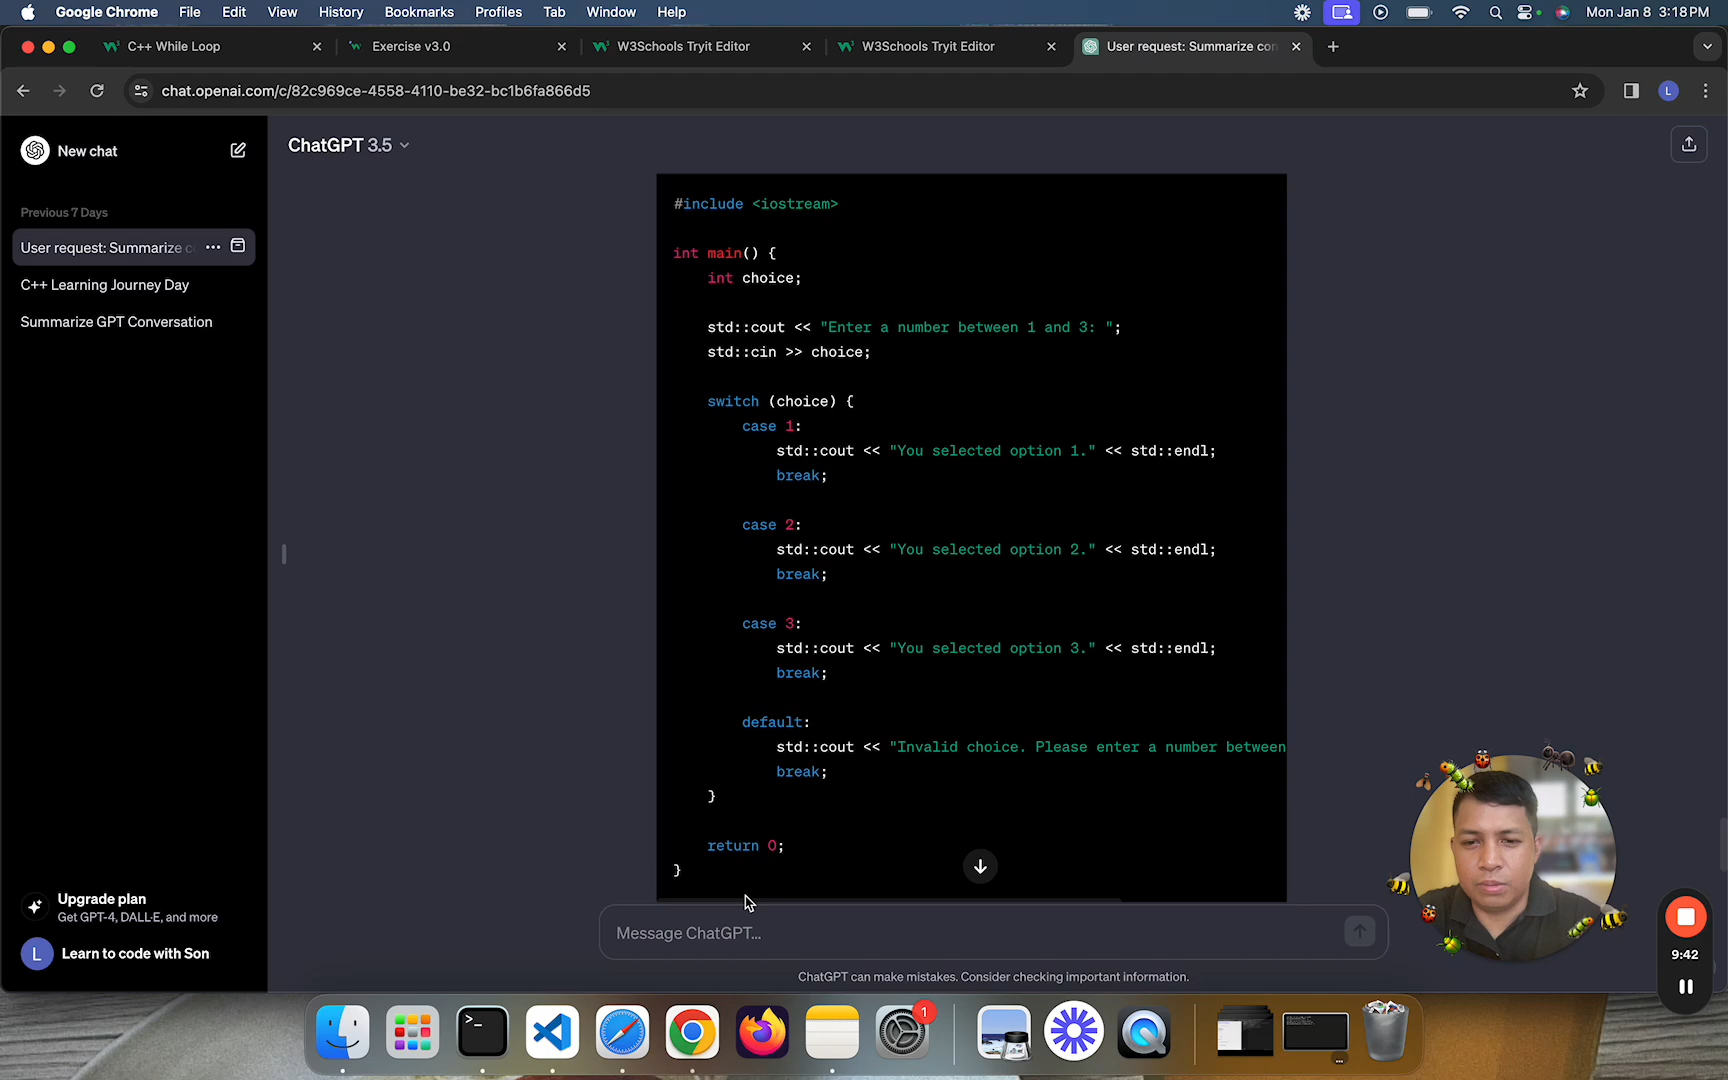 Google Chrome File Edit View History Bookmarks Profiles Tab Window Help Mon Jan 8 3:18 PM
C++ While Loop
Exercise v3.0
W3Schools Tryit Editor
W3Schools Tryit Editor
User request: Summarize con
chat.openai.com/c/82c969ce-4558-4110-be32-bc1b6fa866d5
L
New chat
ChatGPT 3.5
Previous 7 Days
User request: Summarize c
C++ Learning Journey Day
Summarize GPT Conversation
#include <iostream>
int main() {
int choice;
std::cout << "Enter a number between 1 and 3: ";
std::cin >> choice;
switch (choice) {
case 1:
std::cout << "You selected option 1." << std::endl;
break;
case 2:
std::cout << "You selected option 2." << std::endl;
break;
case 3:
std::cout << "You selected option 3." << std::endl;
break;
default:
std::cout << "Invalid choice. Please enter a number between
break;
}
return 0;
}
Upgrade plan
Get GPT-4, DALL·E, and more
L Learn to code with Son
Message ChatGPT...
ChatGPT can make mistakes. Consider checking important information.
9:42
1